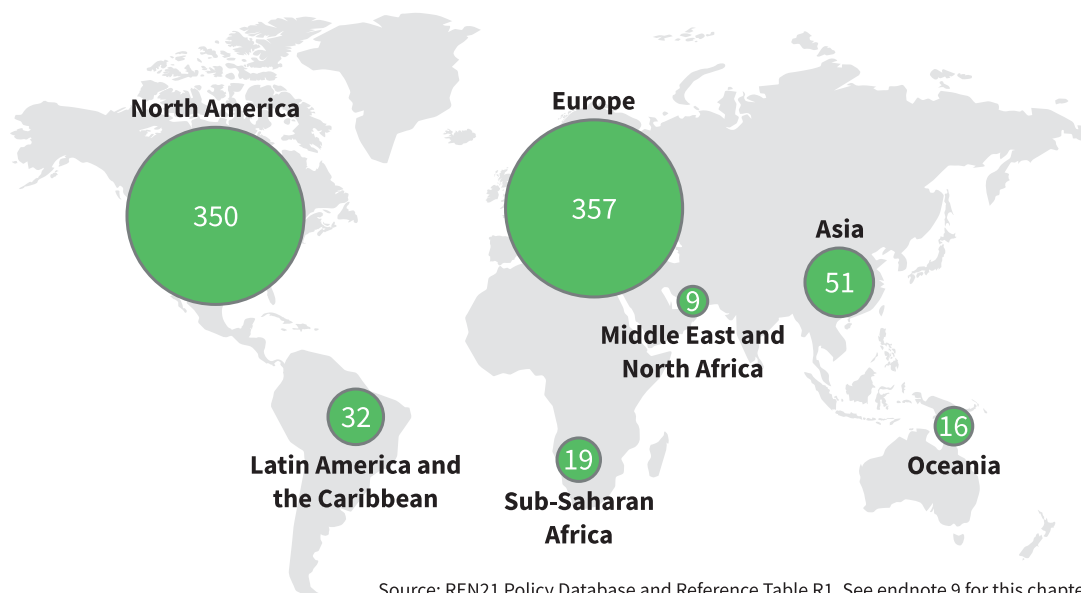 North America
350
Europe
357
Asia
51
9
Middle East and
North Africa
32
Latin America and
the Caribbean
19
Sub-Saharan
Africa
16
Oceania
Source: REN21 Policy Database and Reference Table R1. See endnote 9 for this